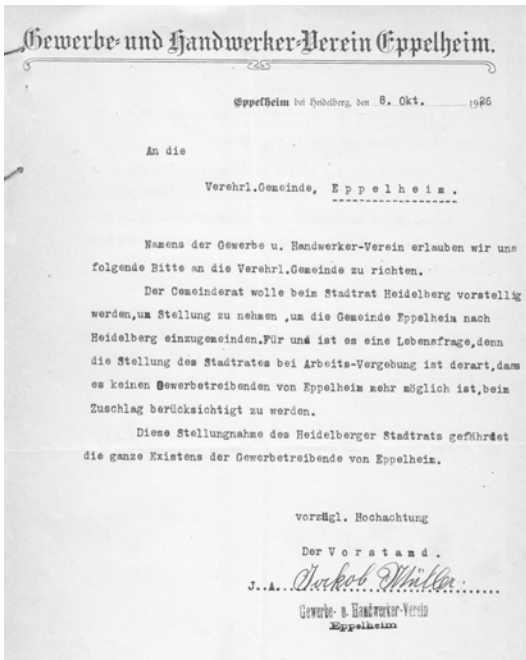 Gewerbe- und Handwerker-Verein Eppelheim.
Eppelheim bei Heidelberg, den 8. Okt. 1926
An die
Verehrl.Gemeinde, E p p e l h e i m .
Namens der Gewerbe u. Handwerker-Verein erlauben wir uns
folgende Bitte an die Verehrl.Gemeinde zu richten.
Der Gemeinderat wolle beim Stadtrat Heidelberg vorstellig
werden,um Stellung zu nehmen ,um die Gemeinde Eppelheim nach
Heidelberg einzugemeinden.Für uns ist es eine Lebensfrage,denn
die Stellung des Stadtrates bei Arbeits-Vergebung ist derart,dass
es keinen Gewerbetreibenden von Eppelheim mehr möglich ist,beim
Zuschlag berücksichtigt zu werden.
Diese Stellungnahme des Heidelberger Stadtrats gefährdet
die ganze Existens der Gewerbetreibende von Eppelheim.
vorzügl. Hochachtung
Der V o r s t a n d .
J..A... Jakob Müller.......
Gewerbe- u. Handwerker-Verein
Eppelheim